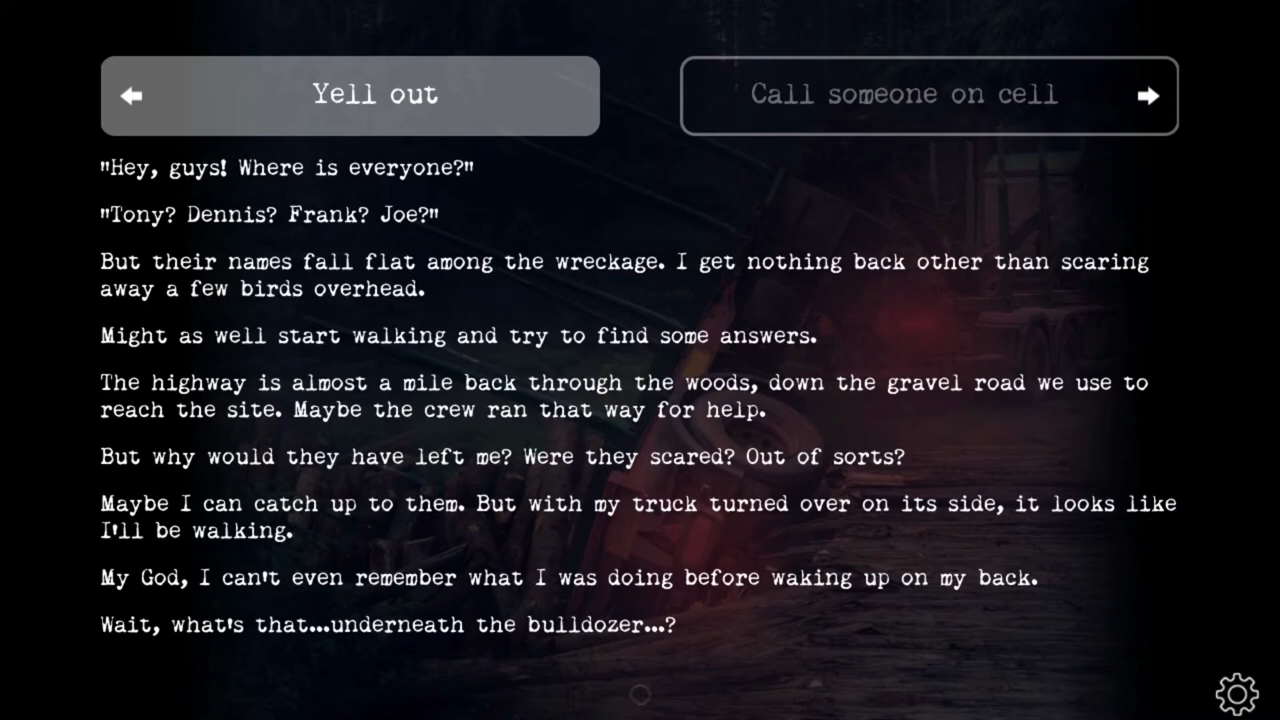 Yell out
Call someone on cell
"Hey, guys! Where is everyone?"
"Tony? Dennis? Frank? Joe?"
But their names fall flat among the wreckage. I get nothing back other than scaring
away a few birds overhead.
Might as well start walking and try to find some answers.
The highway is almost a mile back through the woods, down the gravel road we use to
reach the site. Maybe the crew ran that way for help.
But why would they have left me? Were they scared? Out of sorts?
Maybe I can catch up to them. But with my truck turned over on its side, it looks like
I'll be walking.
My God, I can't even remember what I was doing before waking up on my back.
Wait, what's that...underneath the bulldozer...?